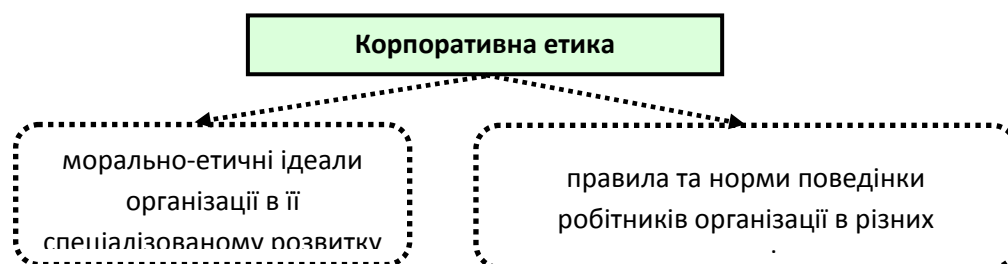 Корпоративна етика
морально-етичні ідеали
організації в її
спеціалізованому розвитку
правила та норми поведінки
робітників організації в різних